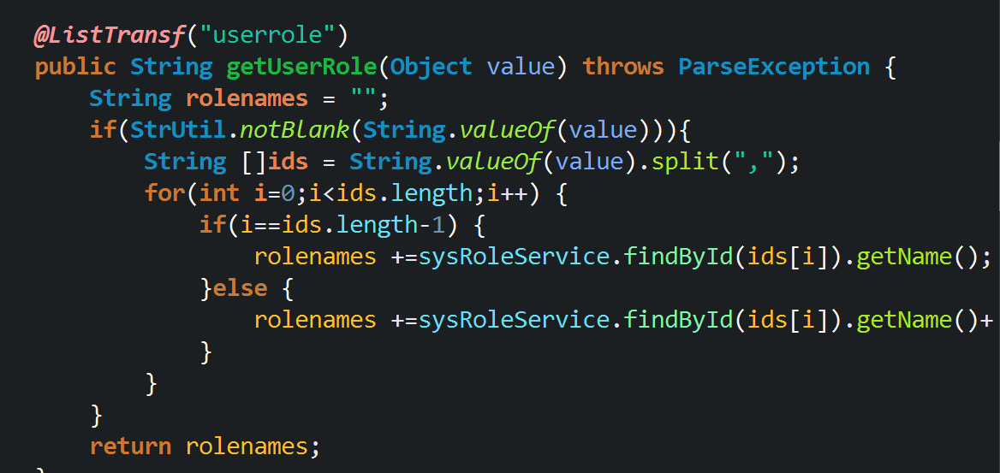 @ListTransf("userrole")
public String getUserRole(Object value) throws ParseException {
    String rolenames = "";
    if(StrUtil.notBlank(String.valueOf(value))){
        String []ids = String.valueOf(value).split(",");
        for(int i=0;i<ids.length;i++) {
            if(i==ids.length-1) {
                rolenames +=sysRoleService.findById(ids[i]).getName();
            }else {
                rolenames +=sysRoleService.findById(ids[i]).getName()+
            }
        }
    }
    return rolenames;
}